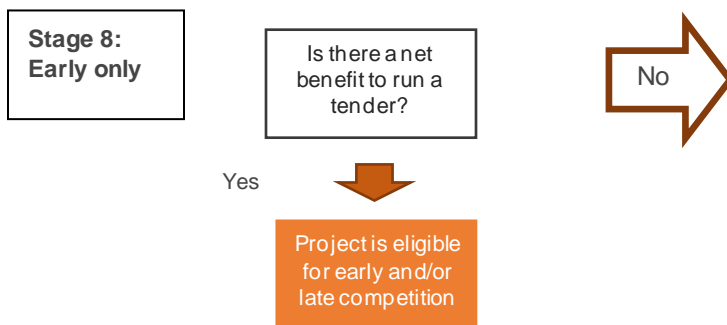 Stage 8:
Early only
Is there a net
benefit to run a
tender?
No
Yes
Project is eligible
for early and/or
late competition